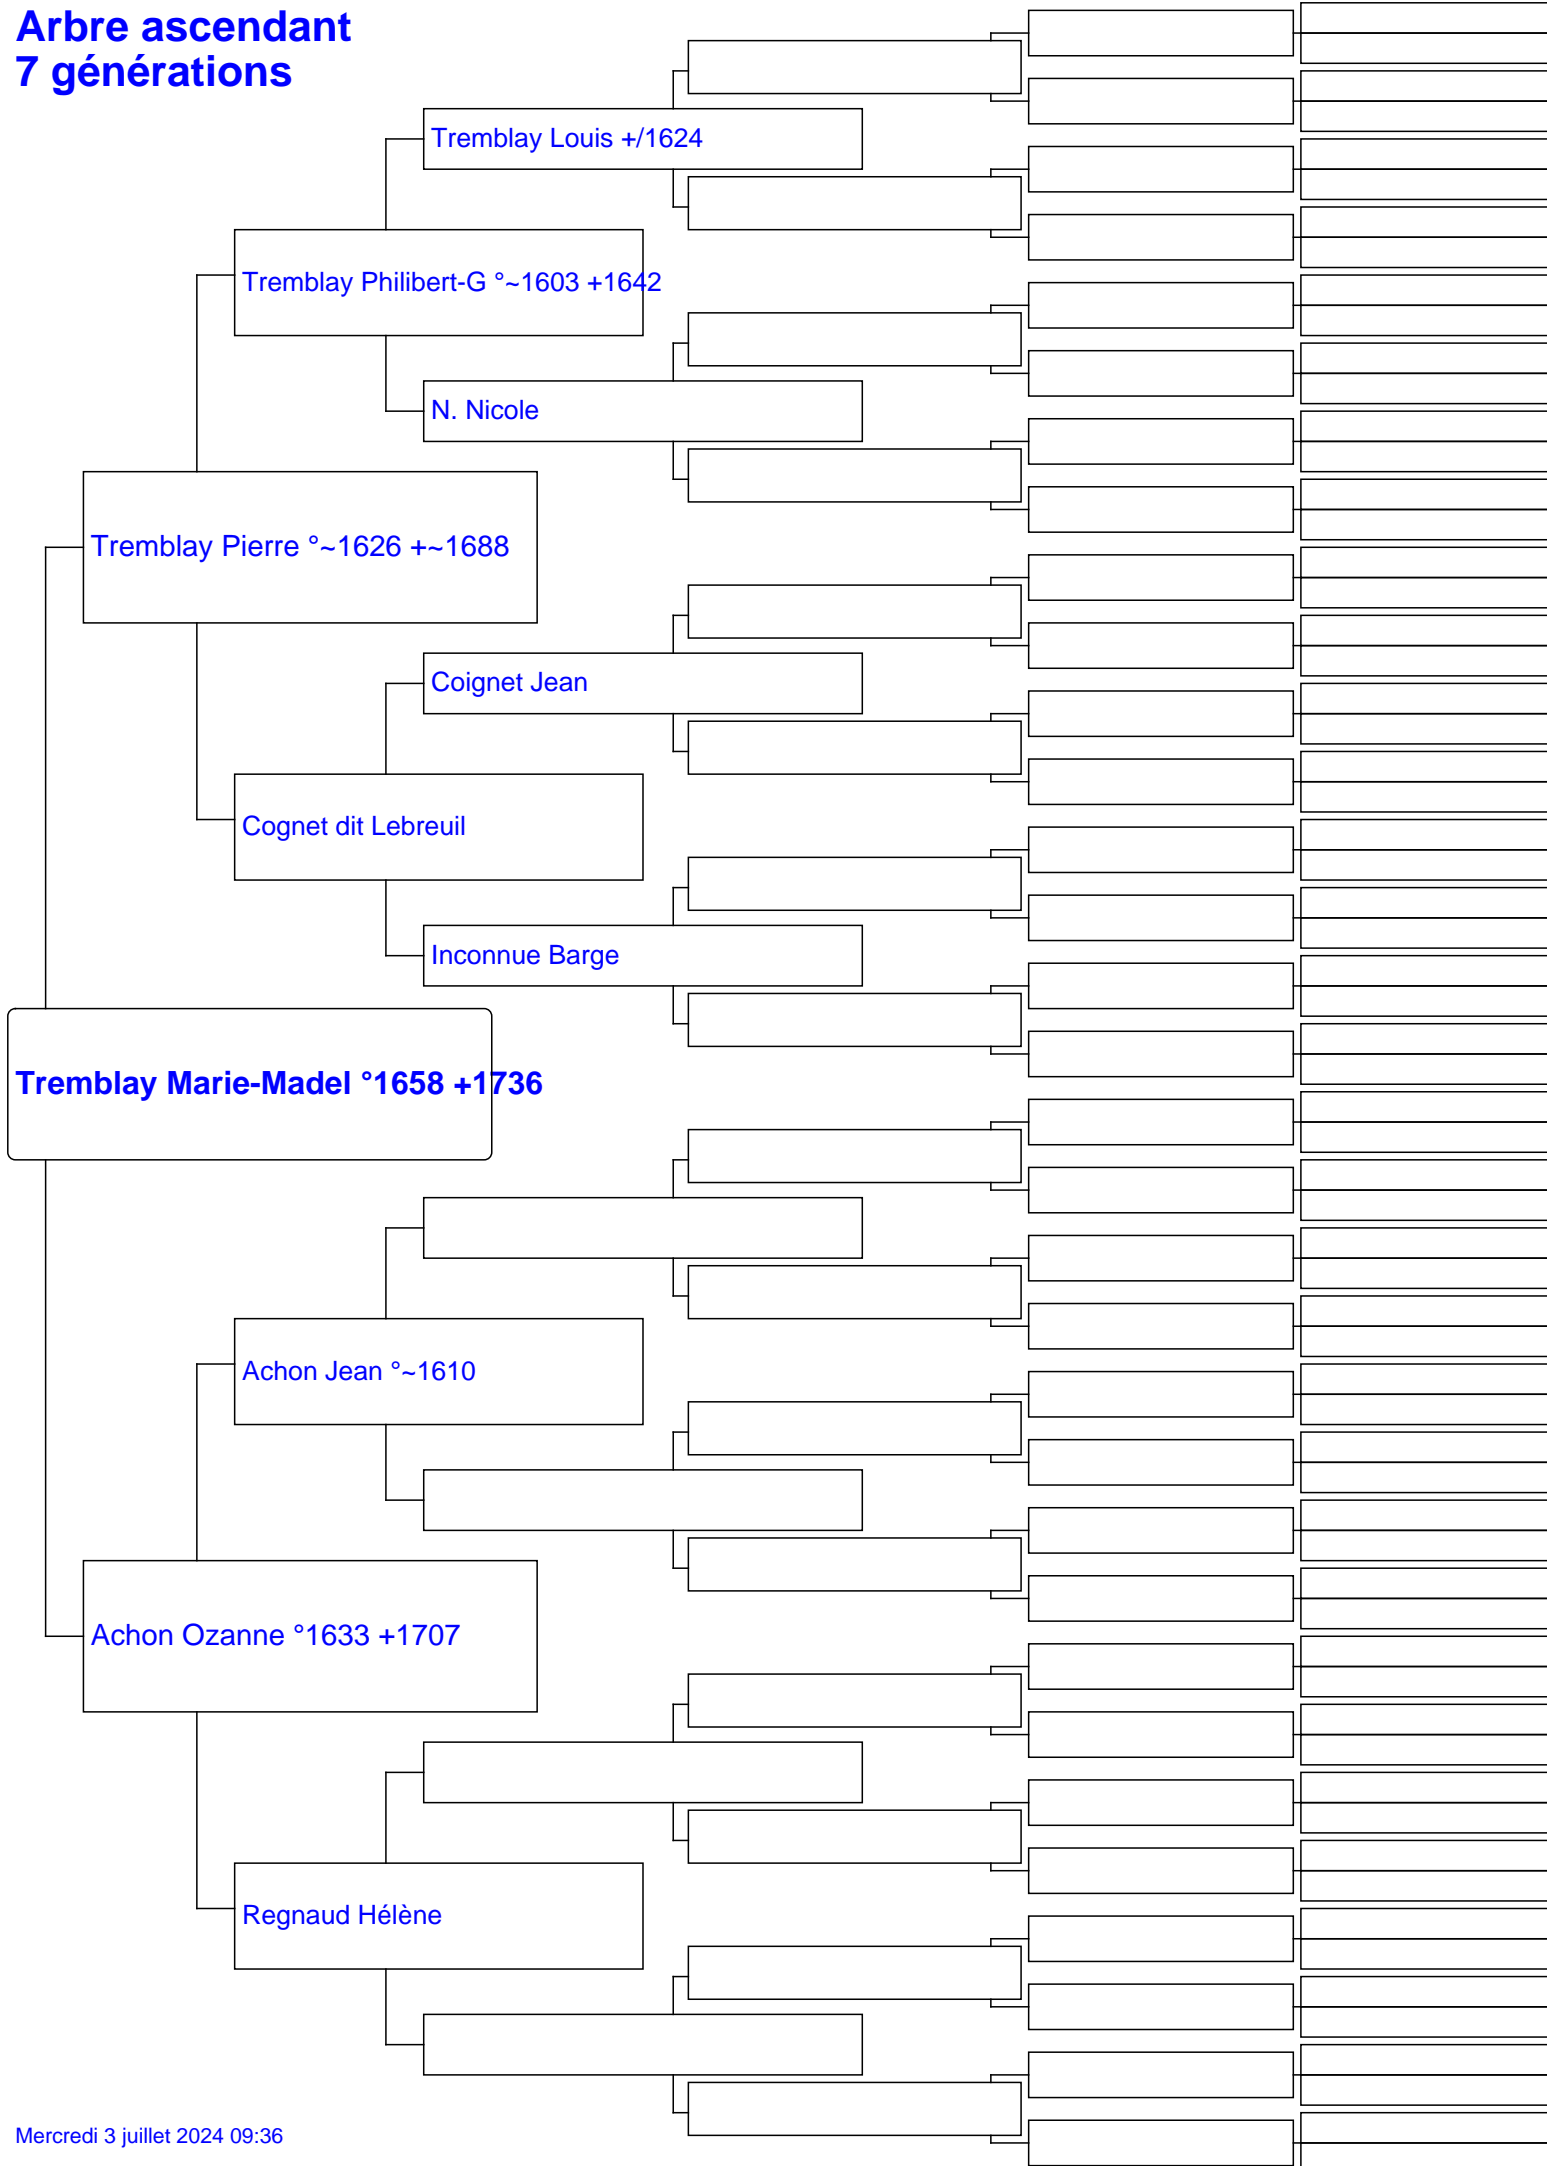 Arbre ascendant
7 générations
Tremblay Louis +/1624
Tremblay Philibert-G °~1603 +1642
N. Nicole
Tremblay Pierre °~1626 +~1688
Coignet Jean
Cognet dit Lebreuil
Inconnue Barge
Tremblay Marie-Madel °1658 +1736
Achon Jean °~1610
Achon Ozanne °1633 +1707
Regnaud Hélène
Mercredi 3 juillet 2024 09:36